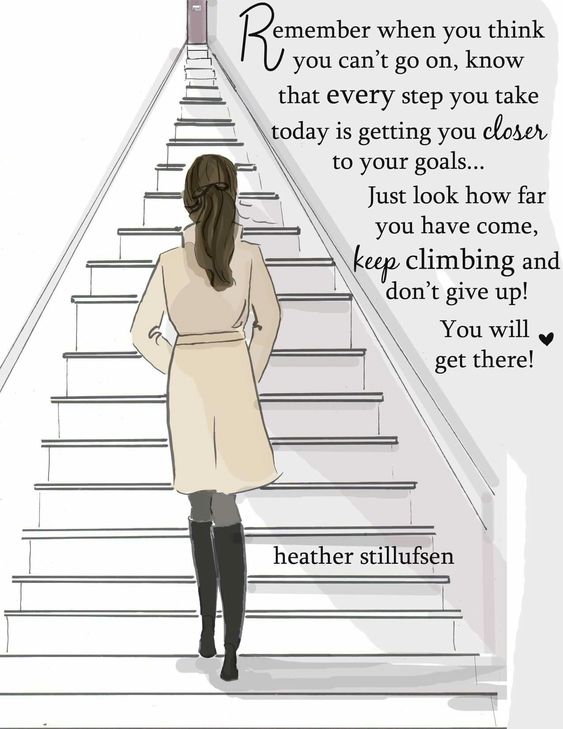 Remember when you think
you can't go on, know
that every step you take
today is getting you closer
to your goals...
Just look how far
you have come,
keep climbing and
don't give up!
You will
get there!
heather stillufsen